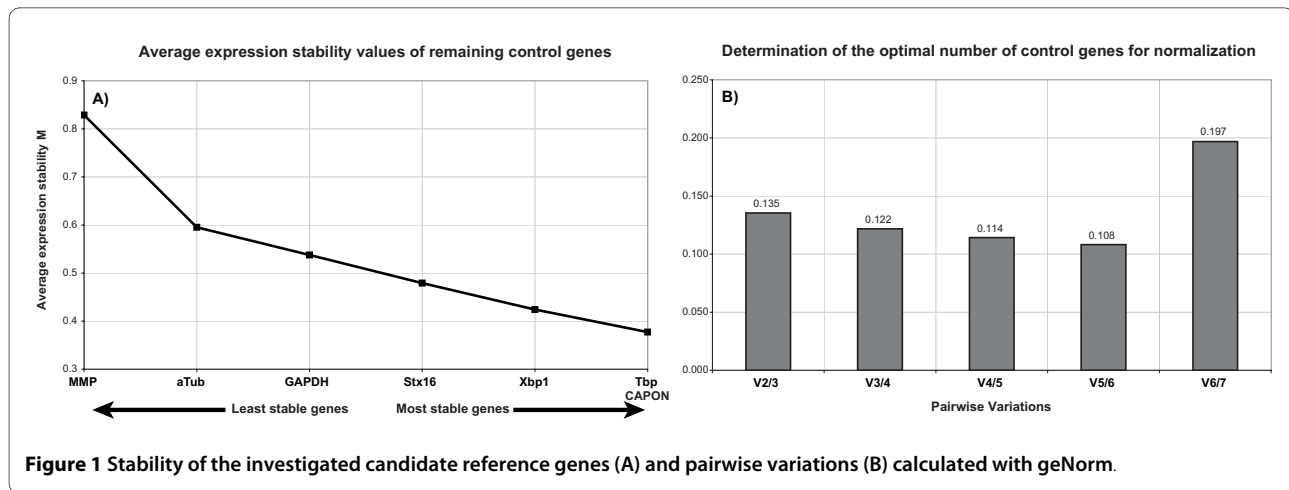 Average expression stability values of remaining control genes
A)
Average expression stability M
0.9
0.8
0.7
0.6
0.5
0.4
0.3
MMP aTub GAPDH Stx16 Xbp1 Tbp
CAPON
Least stable genes Most stable genes
Determination of the optimal number of control genes for normalization
B)
0.250
0.200
0.150
0.100
0.050
0.000
0.135
0.122
0.114
0.108
0.197
V2/3 V3/4 V4/5 V5/6 V6/7
Pairwise Variations
Figure 1 Stability of the investigated candidate reference genes (A) and pairwise variations (B) calculated with geNorm.